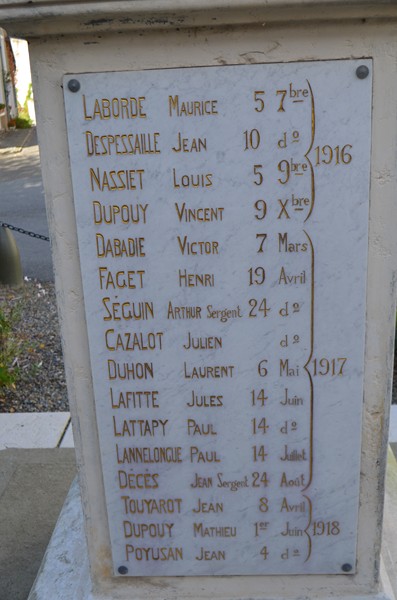 LABORDE MAURICE 5 7bre
DESPESSAILLE JEAN 10 do
NASSIET LOUIS 5 9bre 1916
DUPOUY VINCENT 9 Xbre
DABADIE VICTOR 7 Mars
FAGET HENRI 19 Avril
SÉGUIN ARTHUR Sergent 24 do
CAZALOT JULIEN do
DUHON LAURENT 6 Mai 1917
LAFITTE JULES 14 Juin
LATTAPY PAUL 14 do
LANNELONGUE PAUL 14 Juillet
DÉCÈS JEAN Sergent 24 Août
TOUYAROT JEAN 8 Avril
DUPOUY MATHIEU 1er Juin 1918
POYUSAN JEAN 4 do